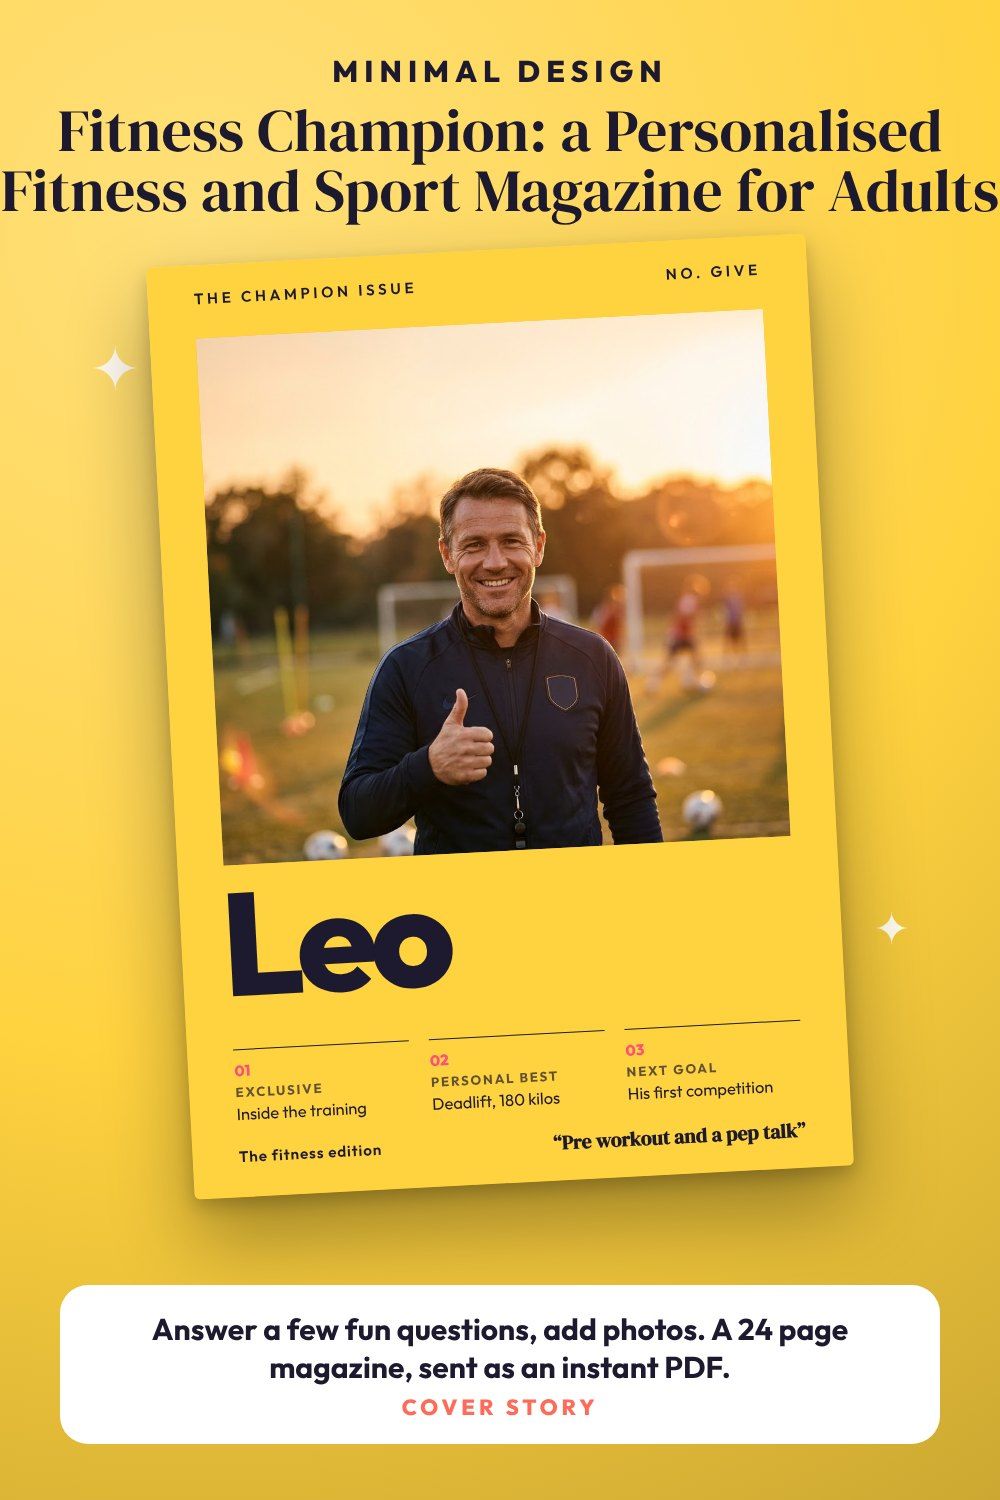 MINIMAL DESIGN
Fitness Champion: a Personalised
Fitness and Sport Magazine for Adults
THE CHAMPION ISSUE
NO. GIVE
Leo
01
EXCLUSIVE
Inside the training
02
PERSONAL BEST
Deadlift, 180 kilos
03
NEXT GOAL
His first competition
The fitness edition
“Pre workout and a pep talk”
Answer a few fun questions, add photos. A 24 page
magazine, sent as an instant PDF.
COVER STORY